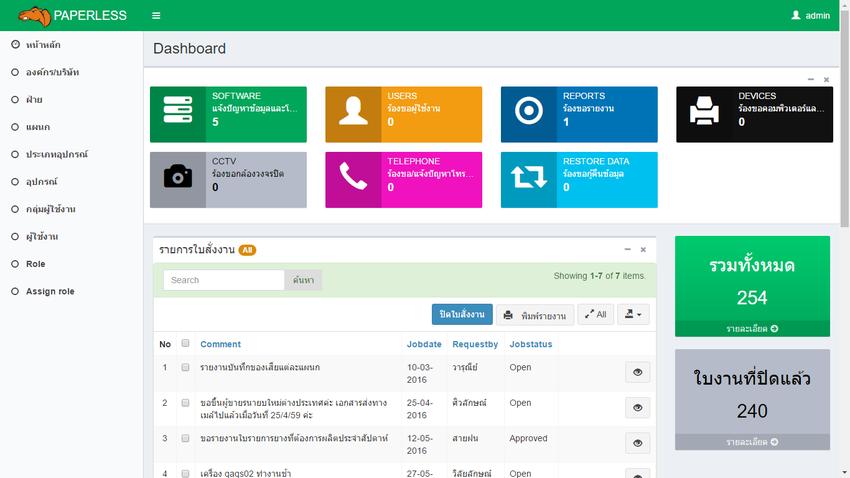 PAPERLESS
admin
หน้าหลัก
องค์กร/บริษัท
ฝ่าย
แผนก
ประเภทอุปกรณ์
อุปกรณ์
กลุ่มผู้ใช้งาน
ผู้ใช้งาน
Role
Assign role
Dashboard
SOFTWARE
แจ้งปัญหาข้อมูลและโ...
5
USERS
ร้องขอผู้ใช้งาน
0
REPORTS
ร้องขอรายงาน
1
DEVICES
ร้องขอคอมพิวเตอร์แล...
0
CCTV
ร้องขอกล้องวงจรปิด
0
TELEPHONE
ร้องขอ/แจ้งปัญหาโทร...
0
RESTORE DATA
ร้องขอกู้คืนข้อมูล
0
รายการใบสั่งงาน All
Search ค้นหา
Showing 1-7 of 7 items.
ปิดใบสั่งงาน พิมพ์รายงาน All
No Comment Jobdate Requestby Jobstatus
1 รายงานบันทึกของเสียแต่ละแผนก 10-03-2016 วารุณีย์ Open
2 ขอขึ้นผู้ขายรายใหม่ต่างประเทศค่ะ เอกสารส่งทาง
เมล์ไปแล้วเมื่อวันที่ 25/4/59 ค่ะ 25-04-2016 ศิวลักษณ์ Open
3 ขอรายงานใบรายการยางที่ต้องการผลิตประจำสัปดาห์ 12-05-2016 สายฝน Approved
4 เครื่อง gags02 ทำงานช้า 27-05- วิลัยลักษณ์ Open
รวมทั้งหมด
254
รายละเอียด
ใบงานที่ปิดแล้ว
240
รายละเอียด